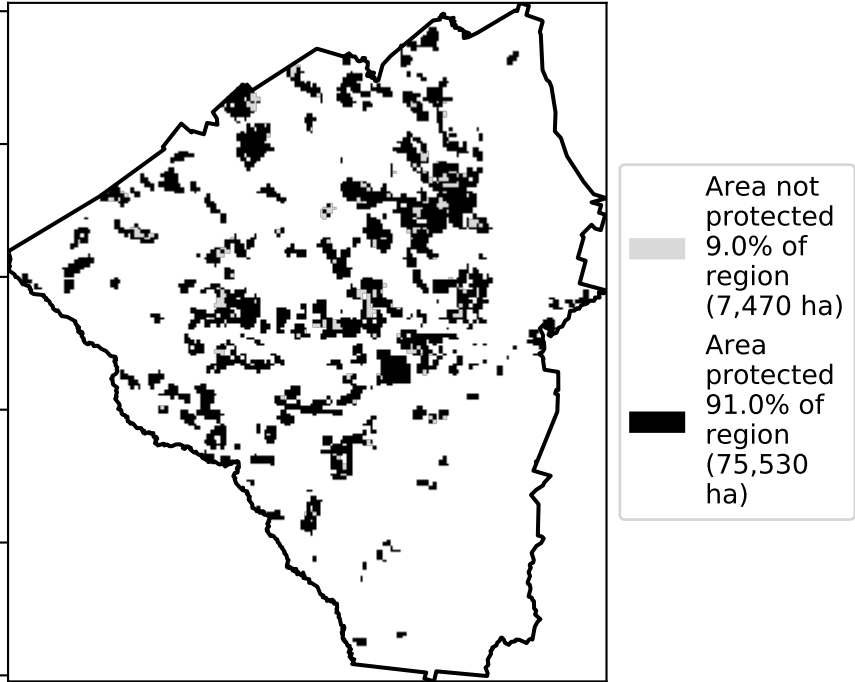 Area not
protected
9.0% of
region
(7,470 ha)
Area
protected
91.0% of
region
(75,530
ha)